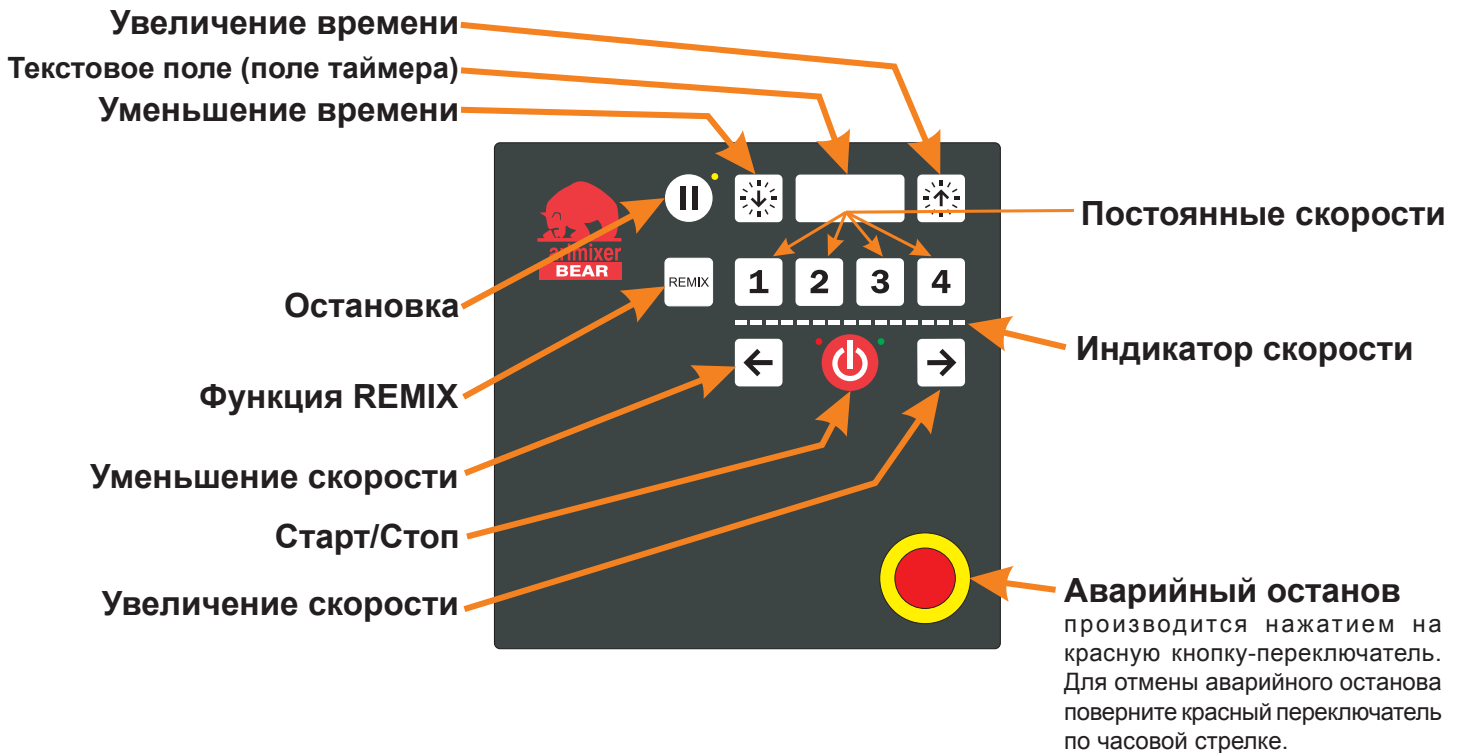 Увеличение времени
Текстовое поле (поле таймера)
Уменьшение времени
Остановка
Функция REMIX
Уменьшение скорости
Старт/Стоп
Увеличение скорости
arimixer
BEAR
REMIX
1 2 3 4
Постоянные скорости
Индикатор скорости
Аварийный останов
производится нажатием на
красную кнопку-переключатель.
Для отмены аварийного останова
поверните красный переключатель
по часовой стрелке.